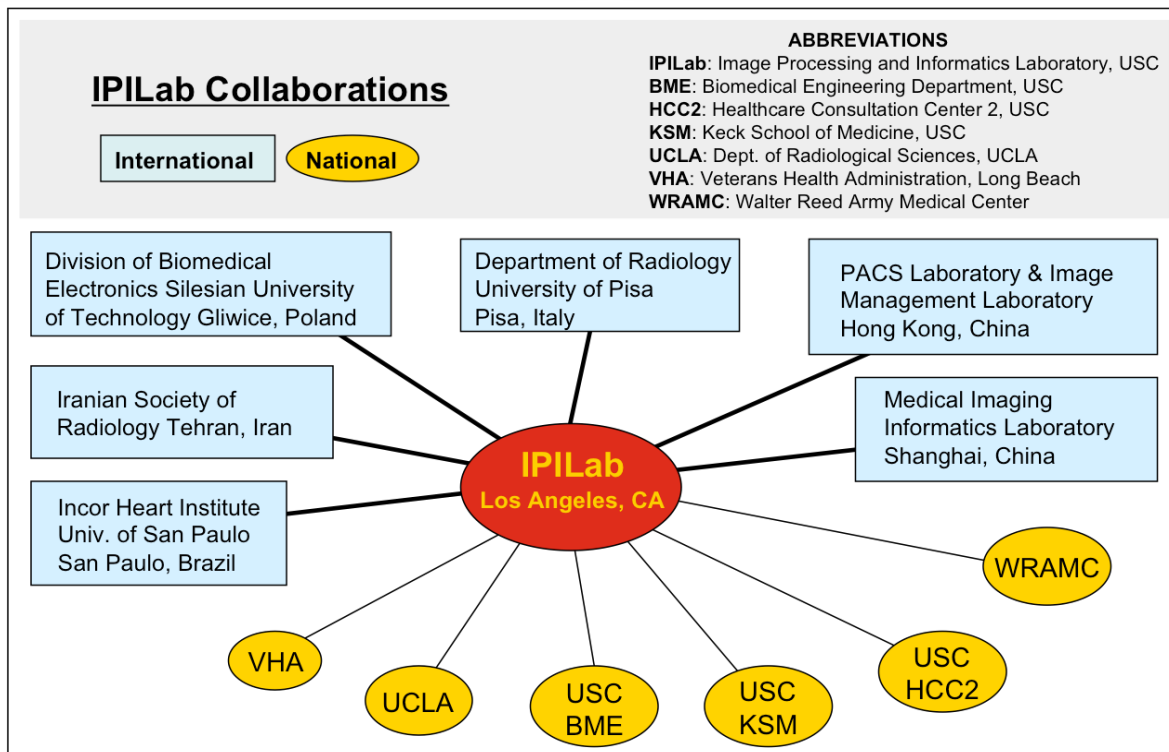 IPILab Collaborations
International
National
ABBREVIATIONS
IPILab: Image Processing and Informatics Laboratory, USC
BME: Biomedical Engineering Department, USC
HCC2: Healthcare Consultation Center 2, USC
KSM: Keck School of Medicine, USC
UCLA: Dept. of Radiological Sciences, UCLA
VHA: Veterans Health Administration, Long Beach
WRAMC: Walter Reed Army Medical Center
Division of Biomedical
Electronics Silesian University
of Technology Gliwice, Poland
Department of Radiology
University of Pisa
Pisa, Italy
PACS Laboratory & Image
Management Laboratory
Hong Kong, China
Iranian Society of
Radiology Tehran, Iran
Medical Imaging
Informatics Laboratory
Shanghai, China
IPILab
Los Angeles, CA
Incor Heart Institute
Univ. of San Paulo
San Paulo, Brazil
WRAMC
VHA
UCLA
USC
BME
USC
KSM
USC
HCC2